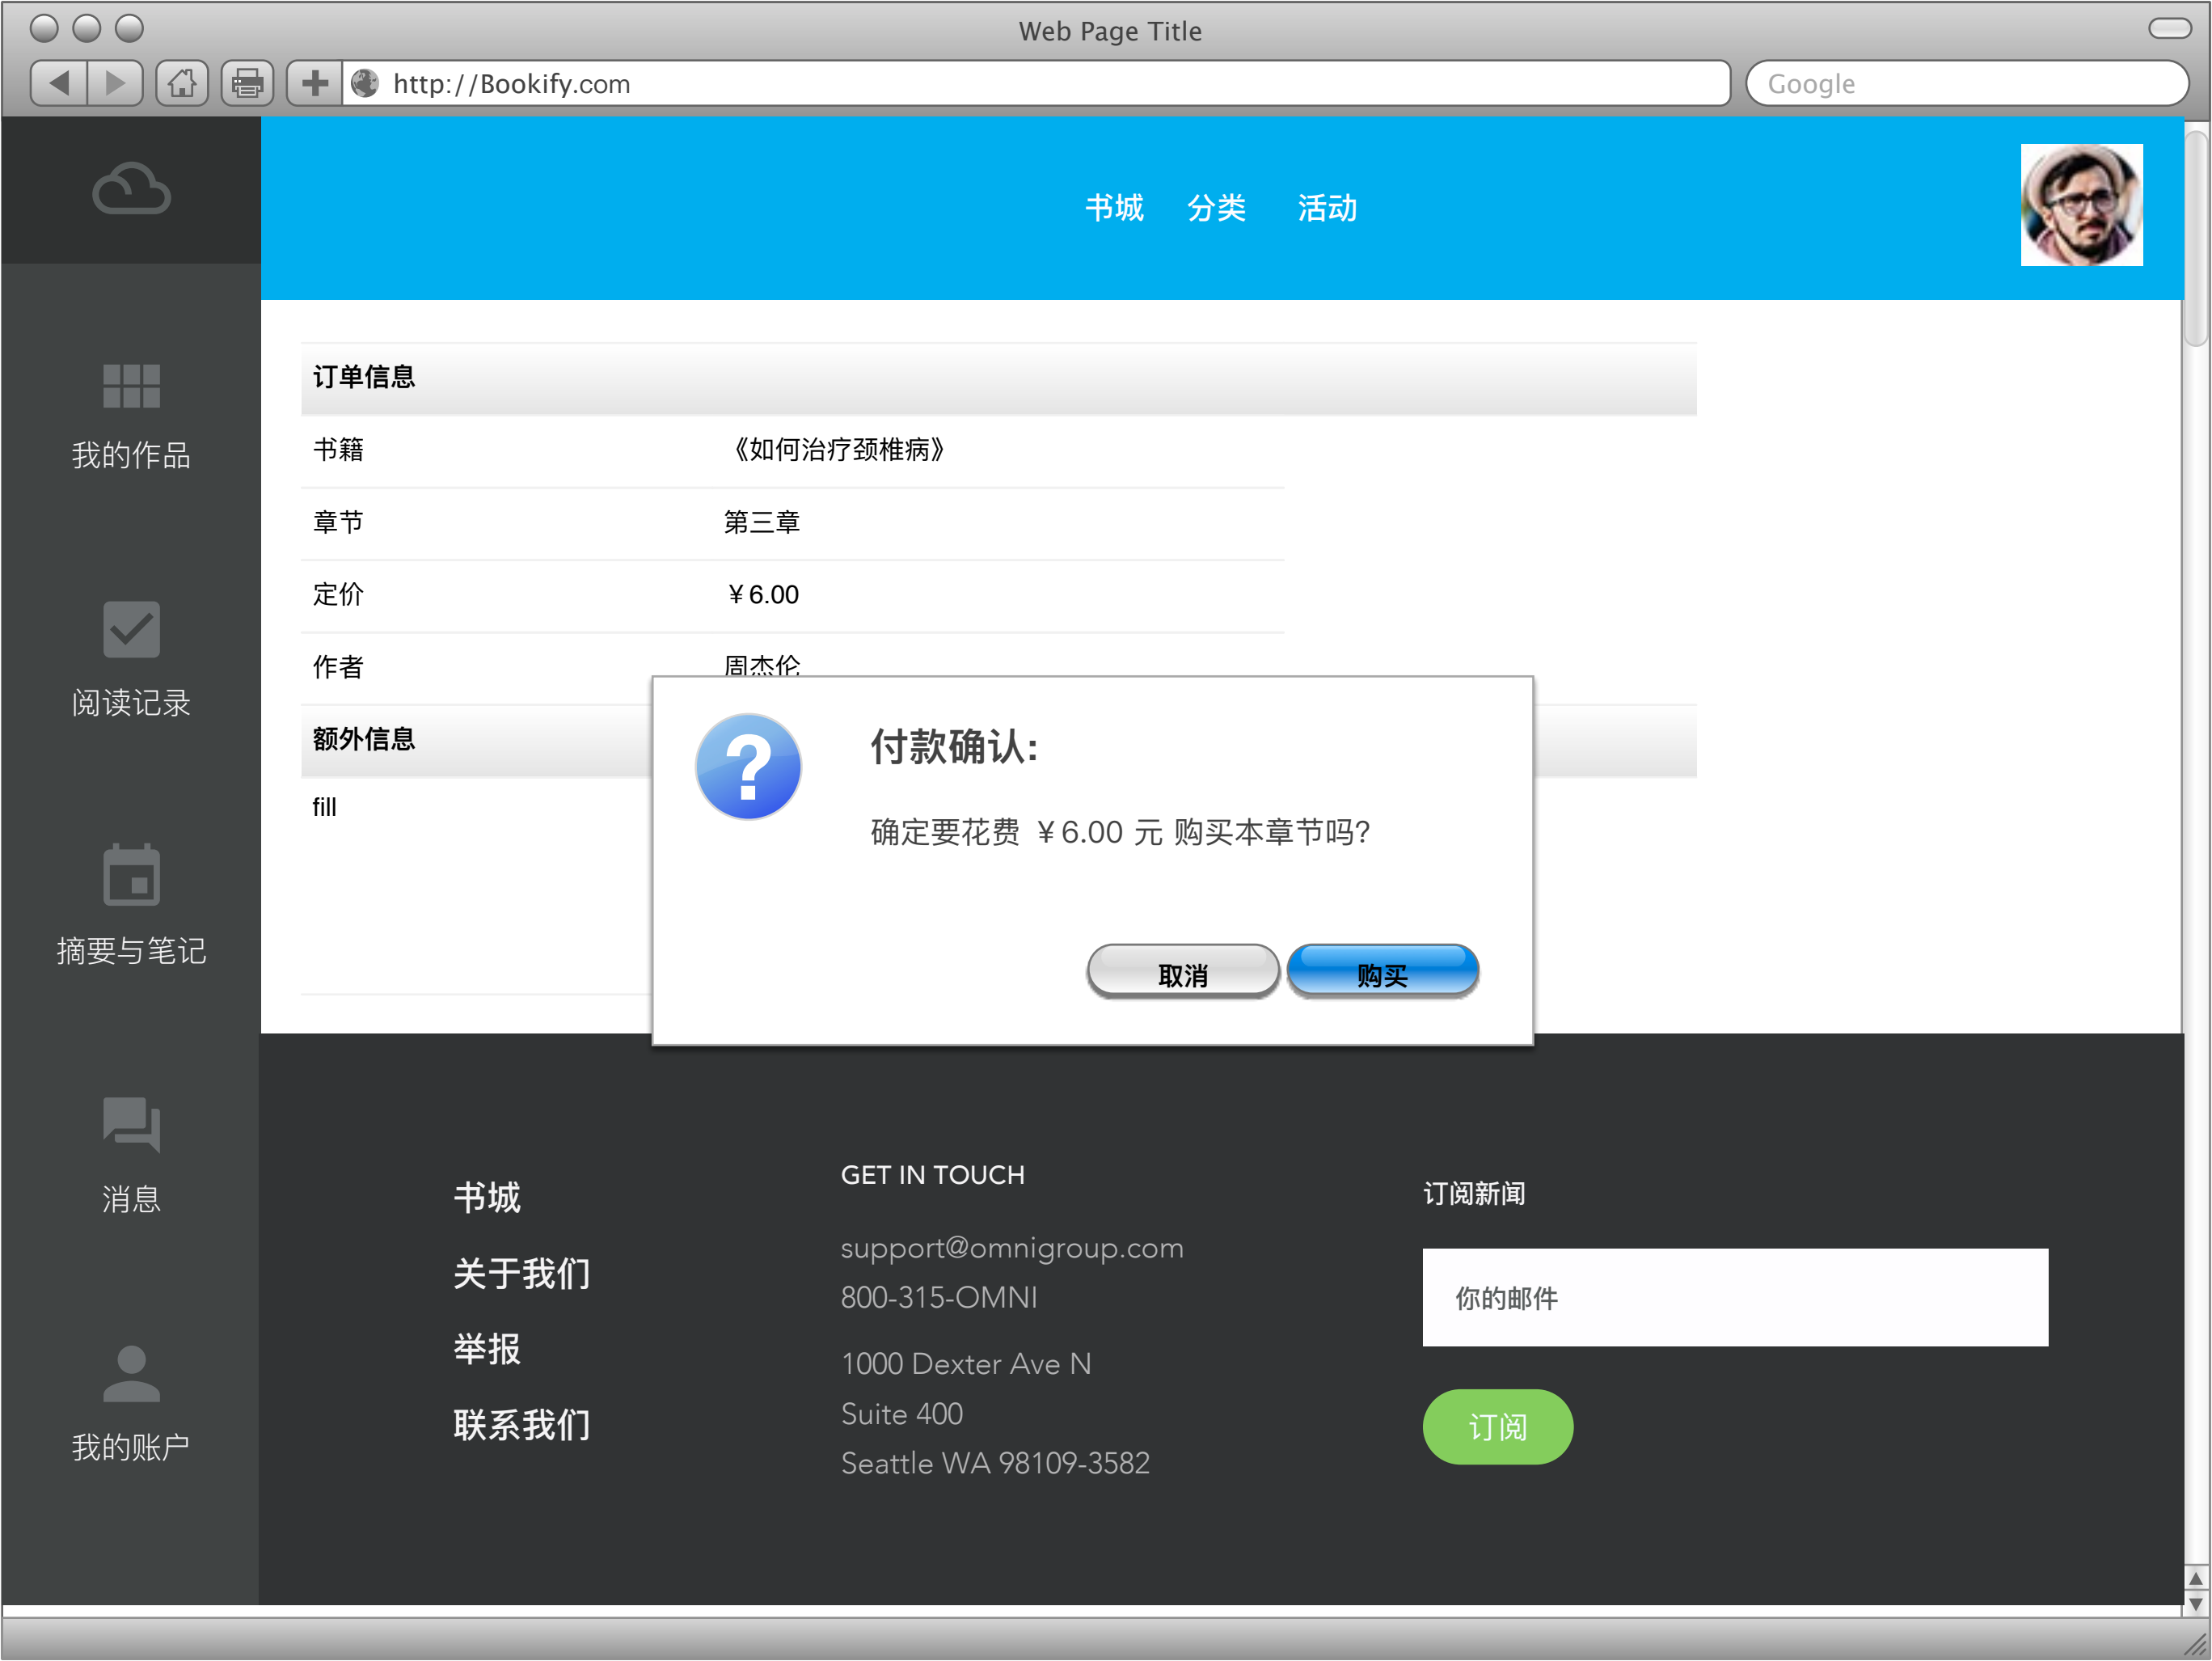 Web Page Title
http://Bookify.com
Google
书城 分类 活动
我的作品
阅读记录
摘要与笔记
消息
我的账户
订单信息
书籍 《如何治疗颈椎病》
章节 第三章
定价 ￥6.00
作者 周杰伦
额外信息
fill
付款确认:
确定要花费 ￥6.00 元 购买本章节吗?
取消 购买
书城
关于我们
举报
联系我们
GET IN TOUCH
support@omnigroup.com
800-315-OMNI
1000 Dexter Ave N
Suite 400
Seattle WA 98109-3582
订阅新闻
你的邮件
订阅